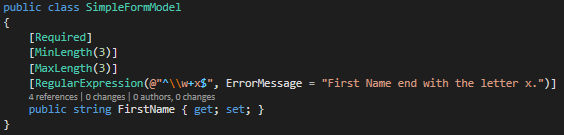 public class SimpleFormModel
{
[Required]
[MinLength(3)]
[MaxLength(3)]
[RegularExpression(@"^\\w+x$", ErrorMessage = "First Name end with the letter x.")]
4 references | 0 changes | 0 authors, 0 changes
public string FirstName { get; set; }
}